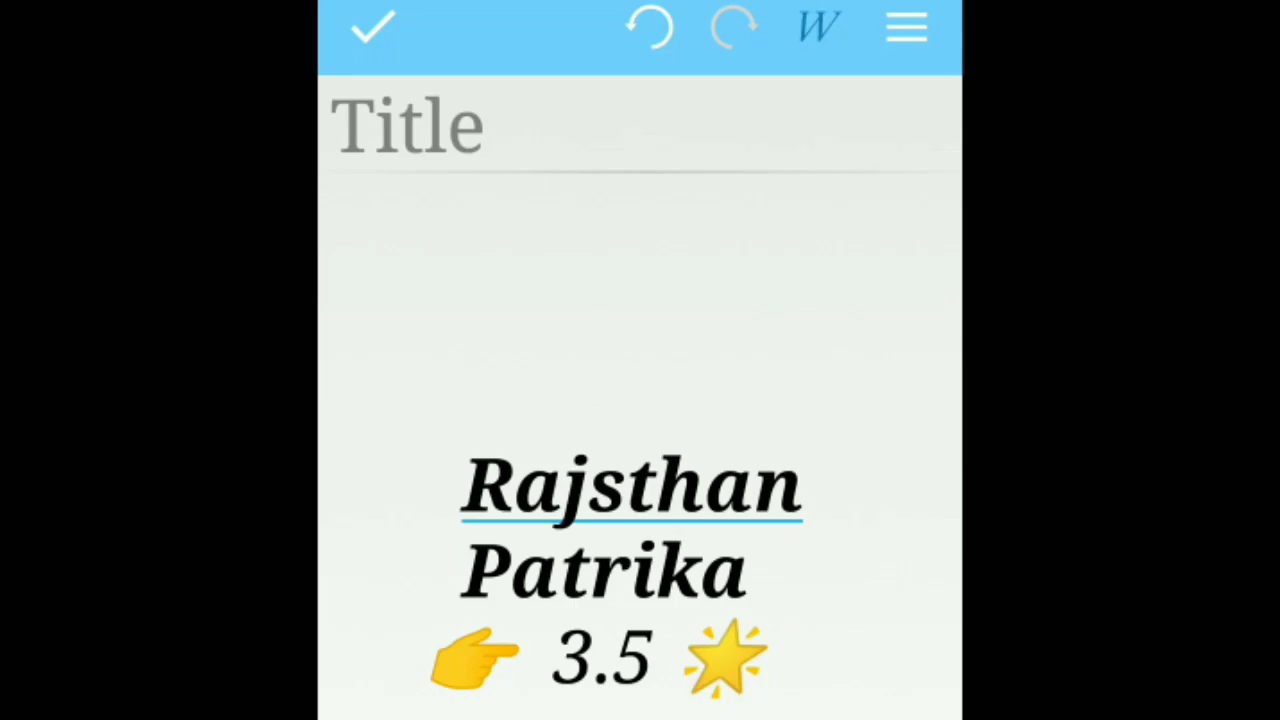 W
Title
Rajsthan
Patrika
👉 3.5 🌟